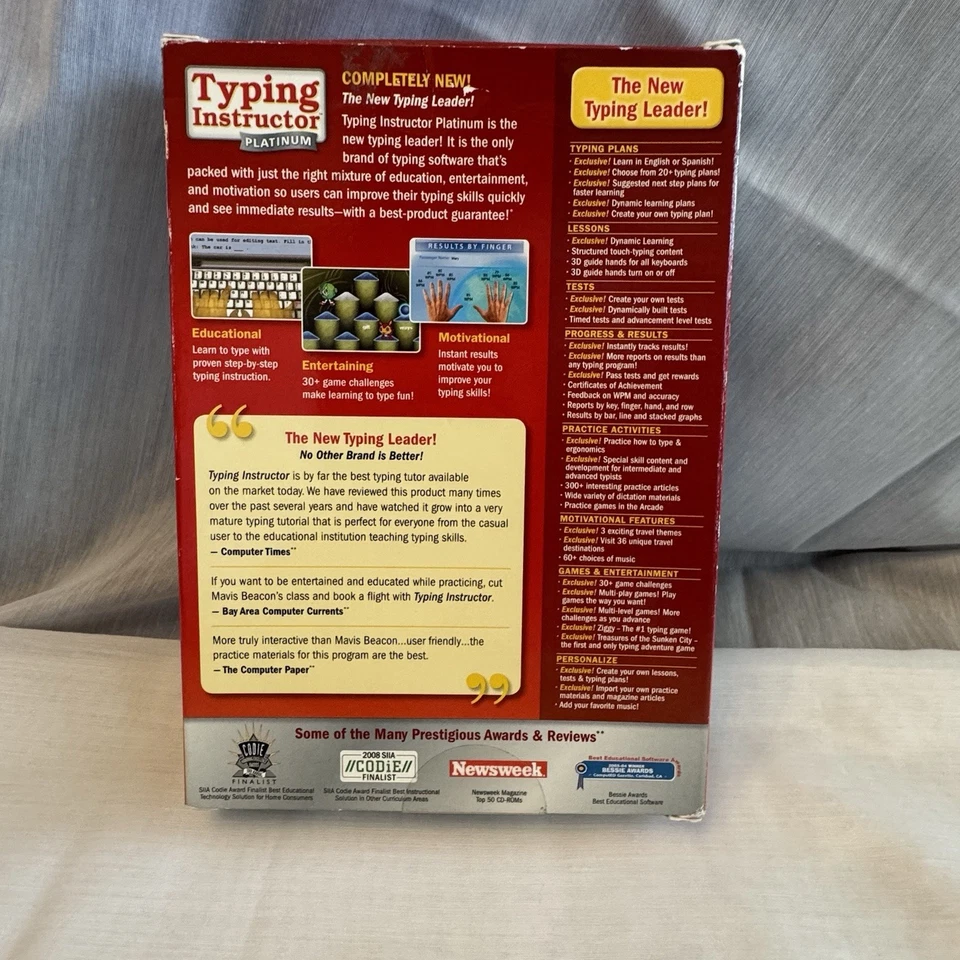 Typing
Instructor
PLATINUM
COMPLETELY NEW!
The New Typing Leader!
Typing Instructor Platinum is the
new typing leader! It is the only
brand of typing software that's
packed with just the right mixture of education, entertainment,
and motivation so users can improve their typing skills quickly
and see immediate results—with a best-product guarantee!*
can be used for editing text. Fill in t
The car is
RESULTS BY FINGER
Educational
Learn to type with
proven step-by-step
typing instruction.
Entertaining
30+ game challenges
make learning to type fun!
Motivational
Instant results
motivate you to
improve your
typing skills!
“
The New Typing Leader!
No Other Brand is Better!
Typing Instructor is by far the best typing tutor available
on the market today. We have reviewed this product many times
over the past several years and have watched it grow into a very
mature typing tutorial that is perfect for everyone from the casual
user to the educational institution teaching typing skills.
— Computer Times**
If you want to be entertained and educated while practicing, cut
Mavis Beacon's class and book a flight with Typing Instructor.
— Bay Area Computer Currents**
More truly interactive than Mavis Beacon...user friendly...the
practice materials for this program are the best.
— The Computer Paper**
”
The New
Typing Leader!
TYPING PLANS
· Exclusive! Learn in English or Spanish!
· Exclusive! Choose from 20+ typing plans!
· Exclusive! Suggested next step plans for
faster learning
· Exclusive! Dynamic learning plans
· Exclusive! Create your own typing plan!
LESSONS
· Exclusive! Dynamic Learning
· Structured touch-typing content
· 3D guide hands for all keyboards
· 3D guide hands turn on or off
TESTS
· Exclusive! Create your own tests
· Exclusive! Dynamically built tests
· Timed tests and advancement level tests
PROGRESS & RESULTS
· Exclusive! Instantly tracks results!
· Exclusive! More reports on results than
any typing program!
· Exclusive! Pass tests and get rewards
· Certificates of Achievement
· Feedback on WPM and accuracy
· Reports by key, finger, hand, and row
· Results by bar, line and stacked graphs
PRACTICE ACTIVITIES
· Exclusive! Practice how to type &
ergonomics
· Exclusive! Special skill content and
development for intermediate and
advanced typists
· 300+ interesting practice articles
· Wide variety of dictation materials
· Practice games in the Arcade
MOTIVATIONAL FEATURES
· Exclusive! 3 exciting travel themes
· Exclusive! Visit 36 unique travel
destinations
· 60+ choices of music
GAMES & ENTERTAINMENT
· Exclusive! 30+ game challenges
· Exclusive! Multi-play games! Play
games the way you want!
· Exclusive! Multi-level games! More
challenges as you advance
· Exclusive! Ziggy – The #1 typing game!
· Exclusive! Treasures of the Sunken City –
the first and only typing adventure game
PERSONALIZE
· Exclusive! Create your own lessons,
tests & typing plans!
· Exclusive! Import your own practice
materials and magazine articles
· Add your favorite music!
Some of the Many Prestigious Awards & Reviews**
CODIE
FINALIST
SIIA Codie Award Finalist Best Educational
Technology Solution for Home Consumers
2008 SIIA
//CODiE//
FINALIST
SIIA Codie Award Finalist Best Instructional
Solution in Other Curriculum Areas
Newsweek.
Newsweek Magazine
Top 50 CD-ROMs
Best Educational Software Awards
2003-04 WINNER
BESSIE AWARDS
ComputEd Gazette, Carlsbad, CA
Bessie Awards
Best Educational Software